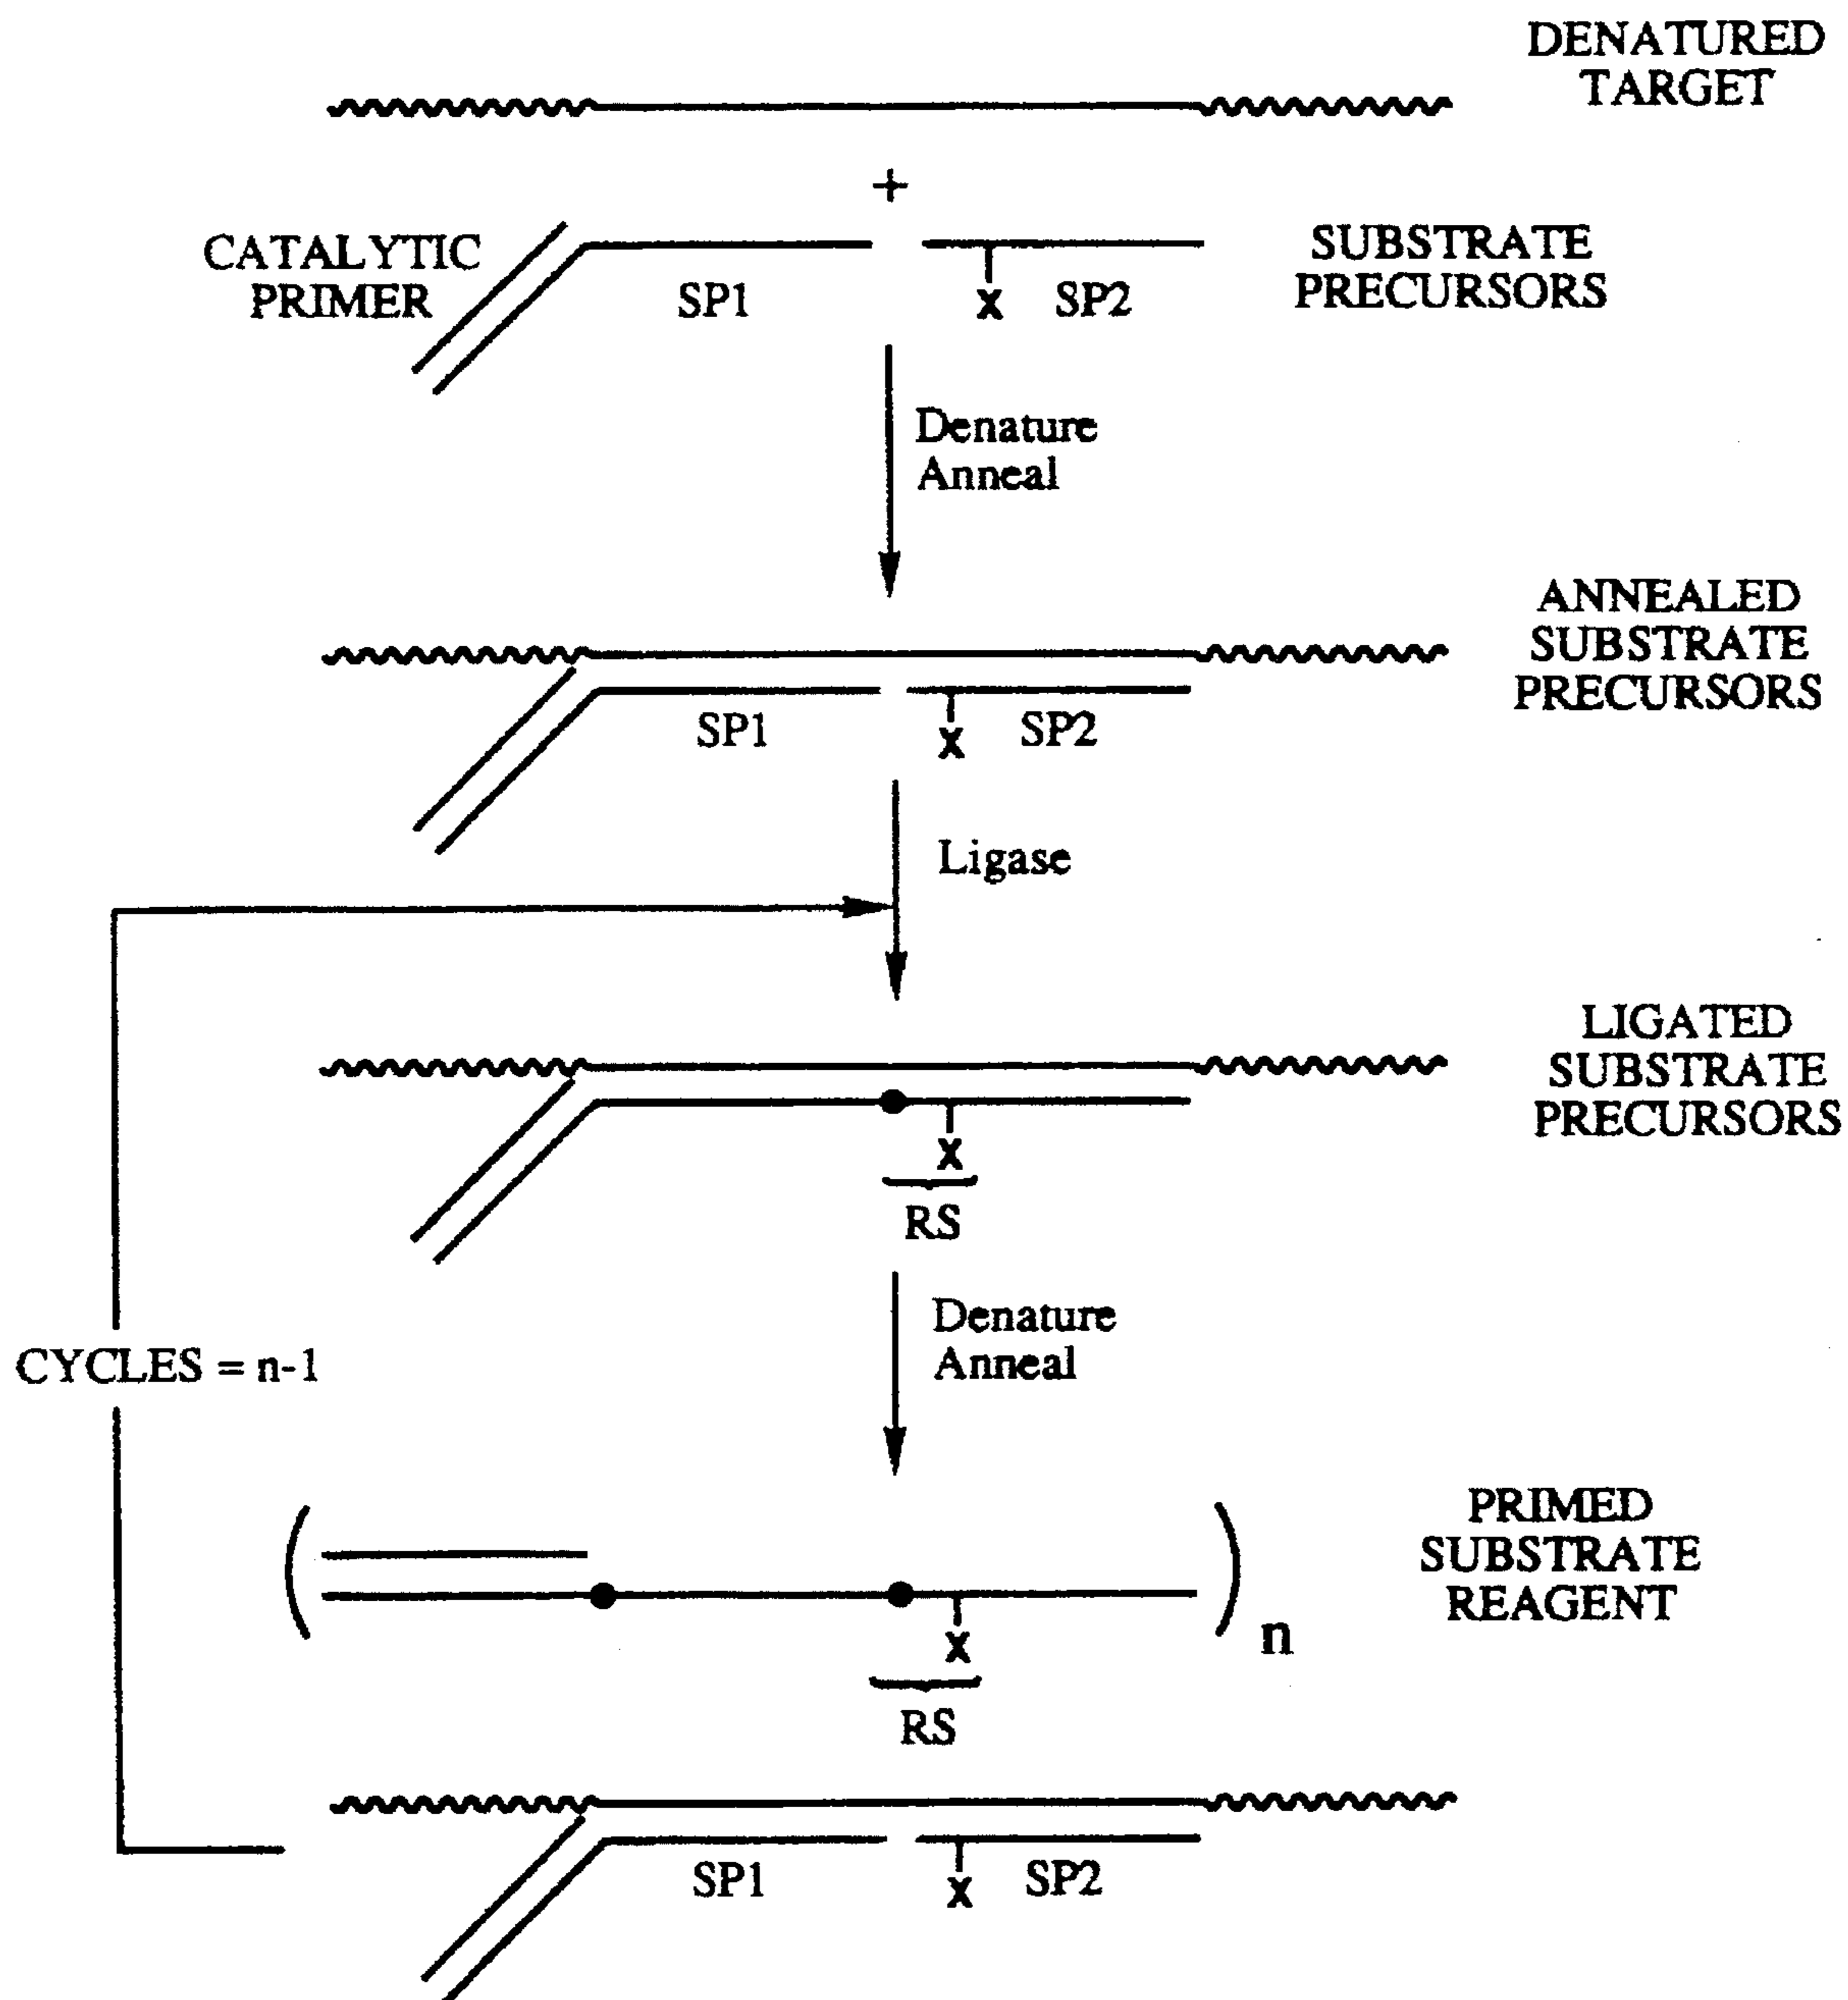 DENATURED
TARGET
+
CATALYTIC
PRIMER
SP1
X
SP2
SUBSTRATE
PRECURSORS
Denature
Anneal
ANNEALED
SUBSTRATE
PRECURSORS
SP1
X
SP2
Ligase
LIGATED
SUBSTRATE
PRECURSORS
X
RS
Denature
Anneal
CYCLES = n-1
PRIMED
SUBSTRATE
REAGENT
X
n
RS
SP1
X
SP2